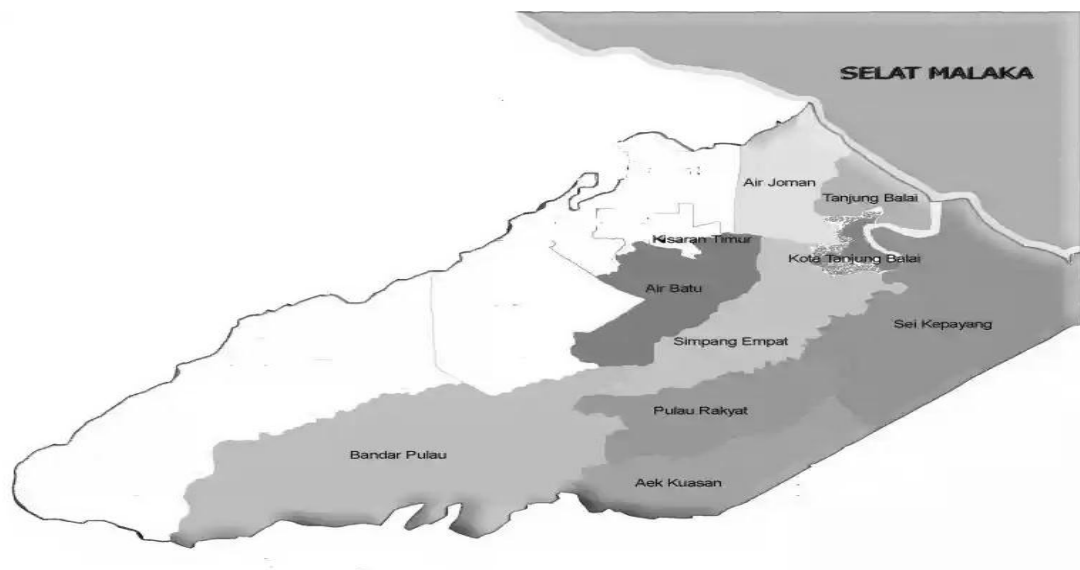 SELAT MALAKA
Air Joman
Tanjung Balai
Kisaran Timur
Kota Tanjung Balai
Air Batu
Sei Kepayang
Simpang Empat
Pulau Rakyat
Bandar Pulau
Aek Kuasan